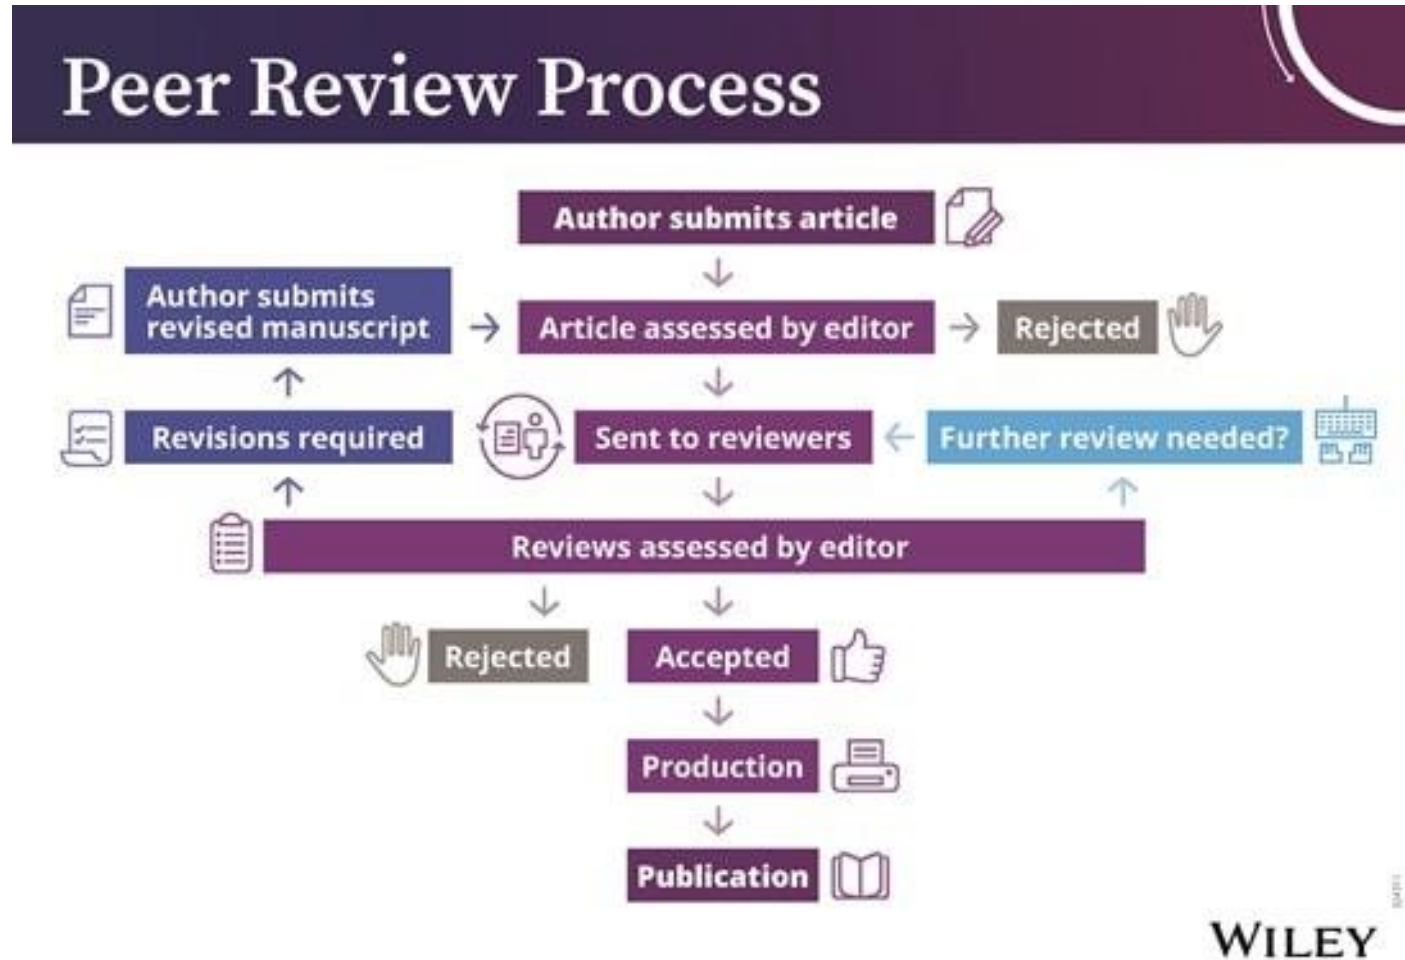 Peer Review Process
Author submits article
Author submits
revised manuscript
Article assessed by editor
Rejected
Revisions required
Sent to reviewers
Further review needed?
Reviews assessed by editor
Rejected
Accepted
Production
Publication
WILEY